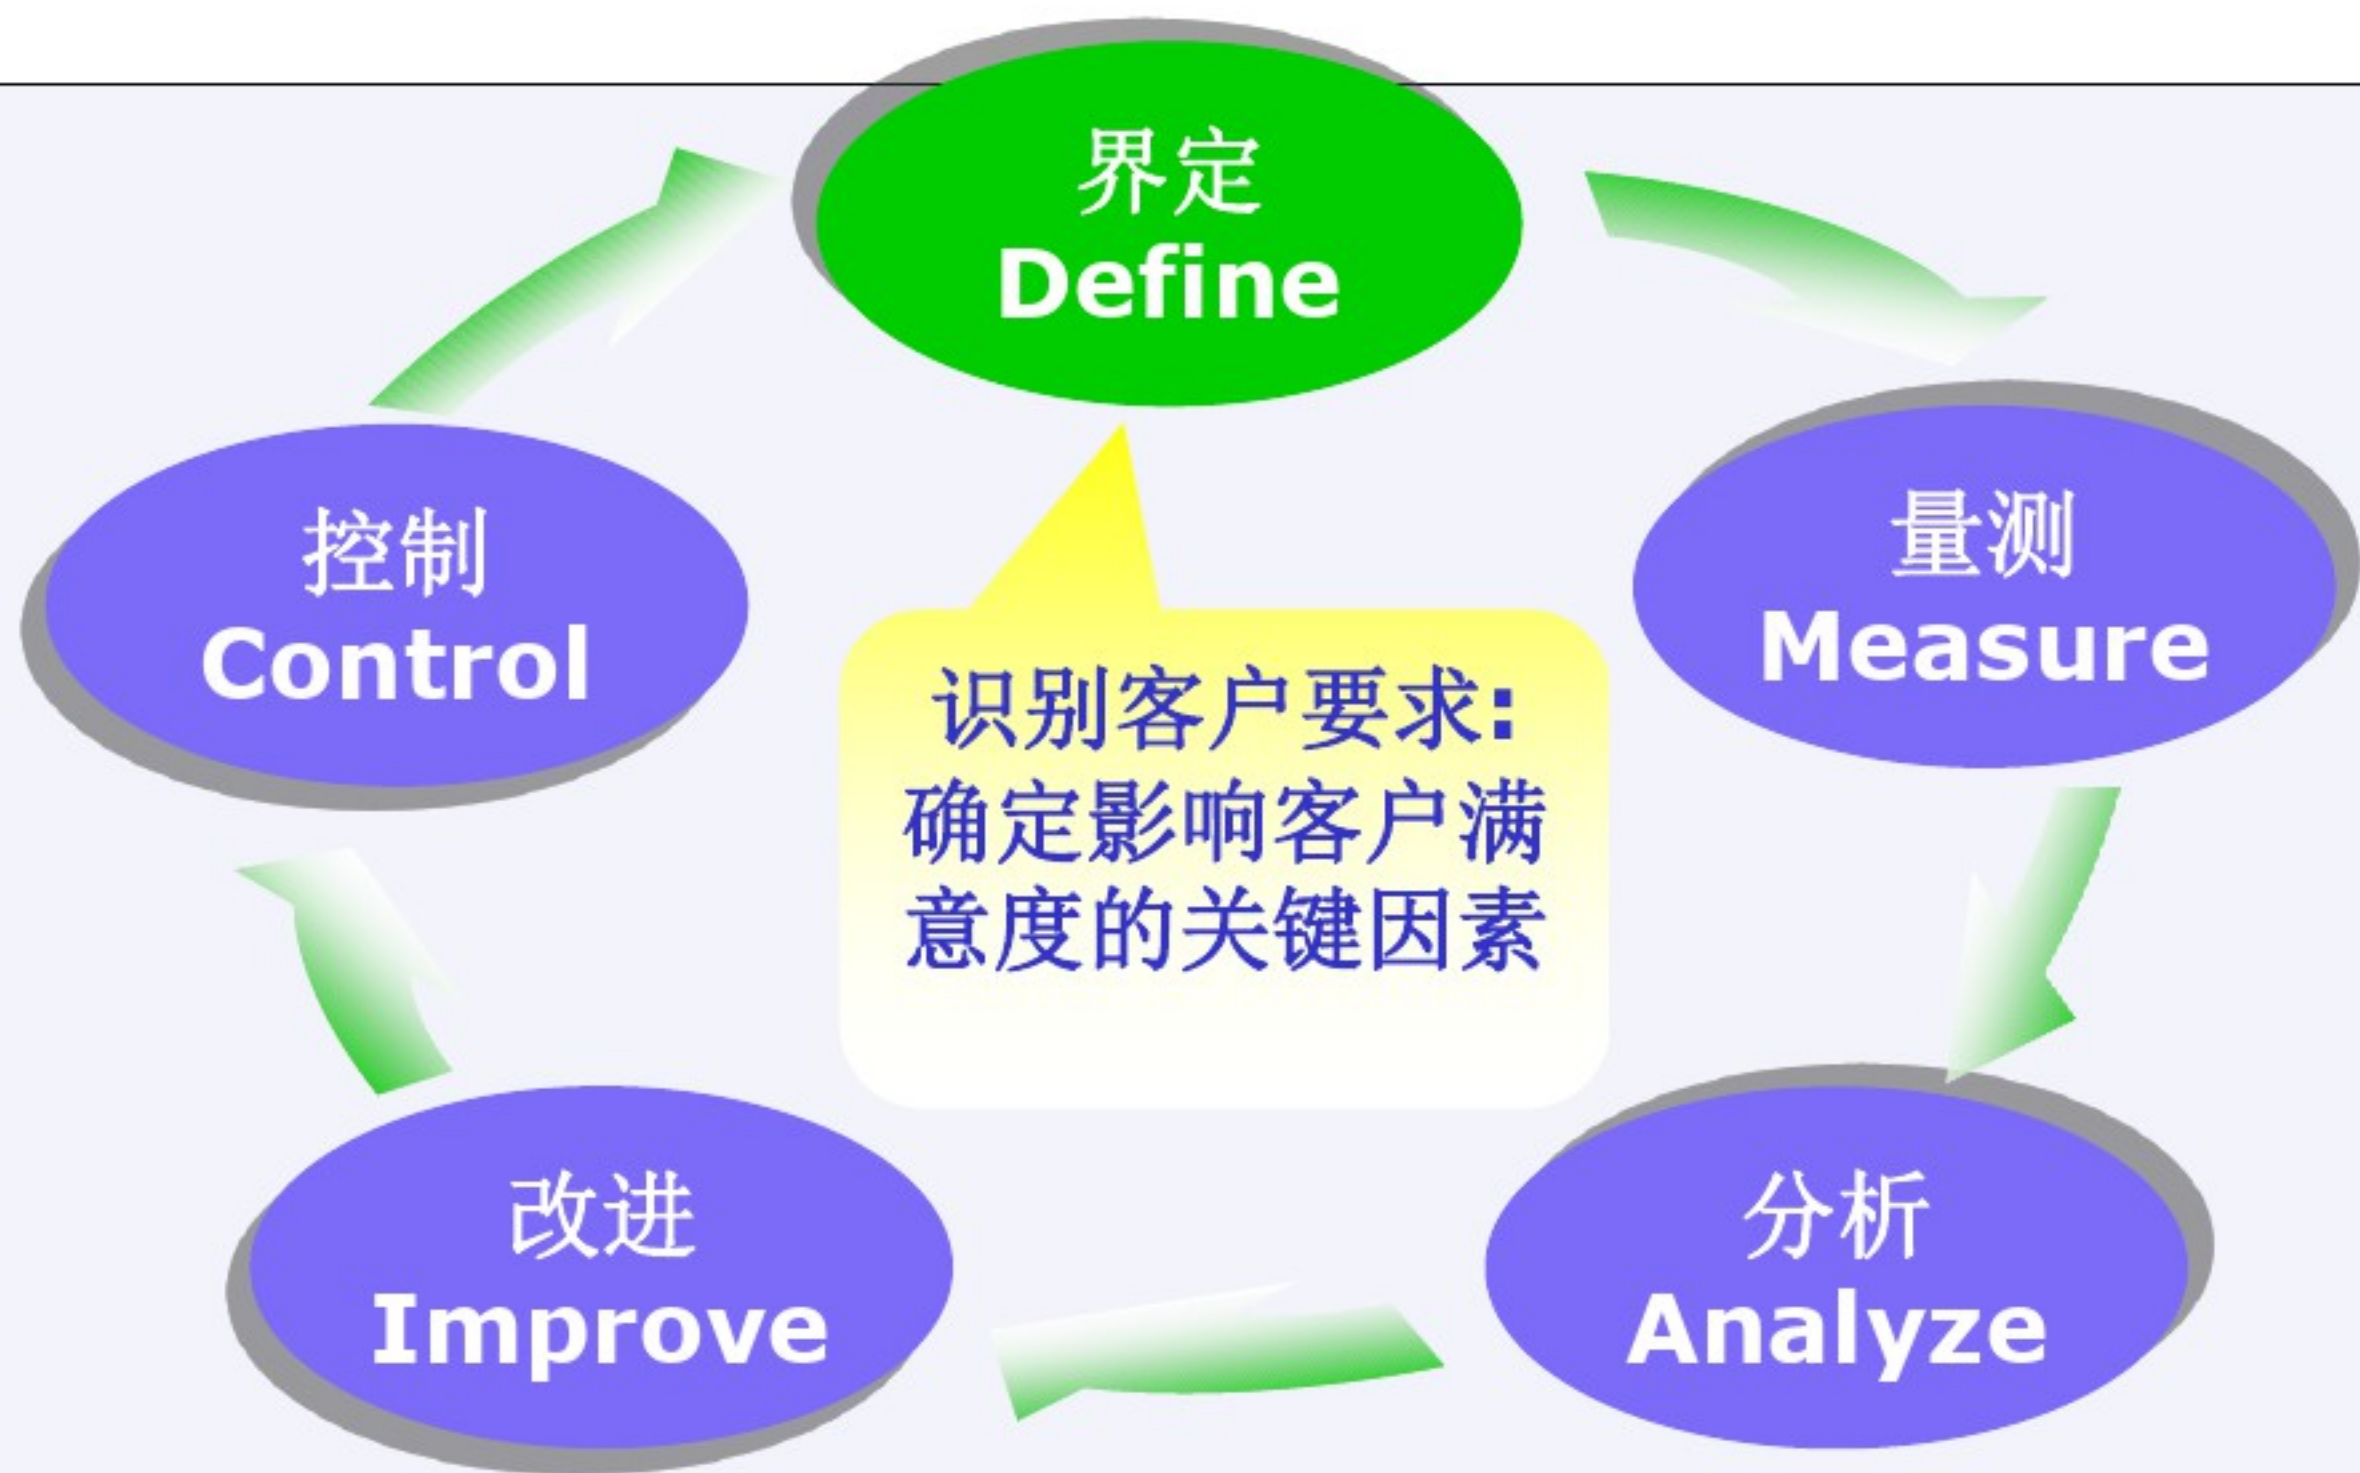 界定
Define
控制
Control
量测
Measure
识别客户要求:
确定影响客户满
意度的关键因素
改进
Improve
分析
Analyze